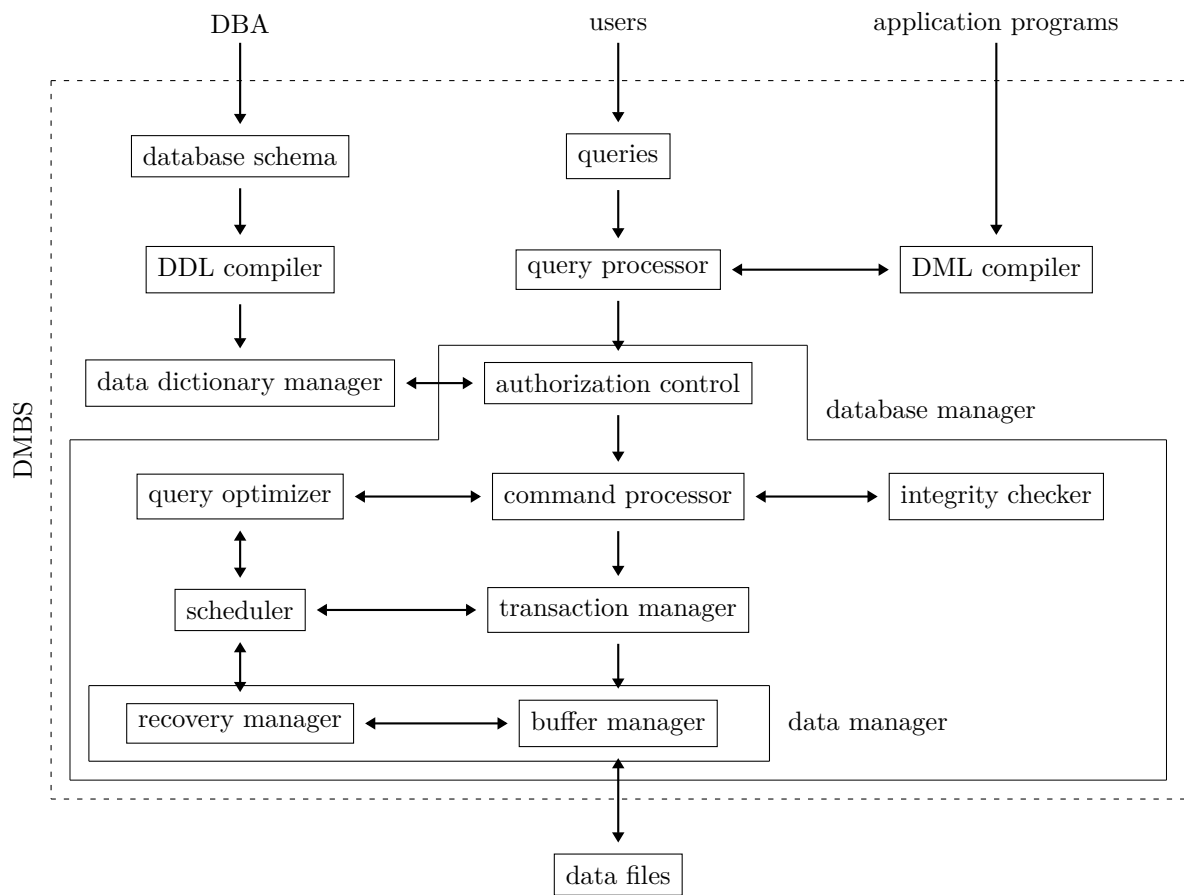 DBA
users
application programs
database schema
queries
DDL compiler
query processor
DML compiler
data dictionary manager
authorization control
database manager
DMBS
query optimizer
command processor
integrity checker
scheduler
transaction manager
recovery manager
buffer manager
data manager
data files